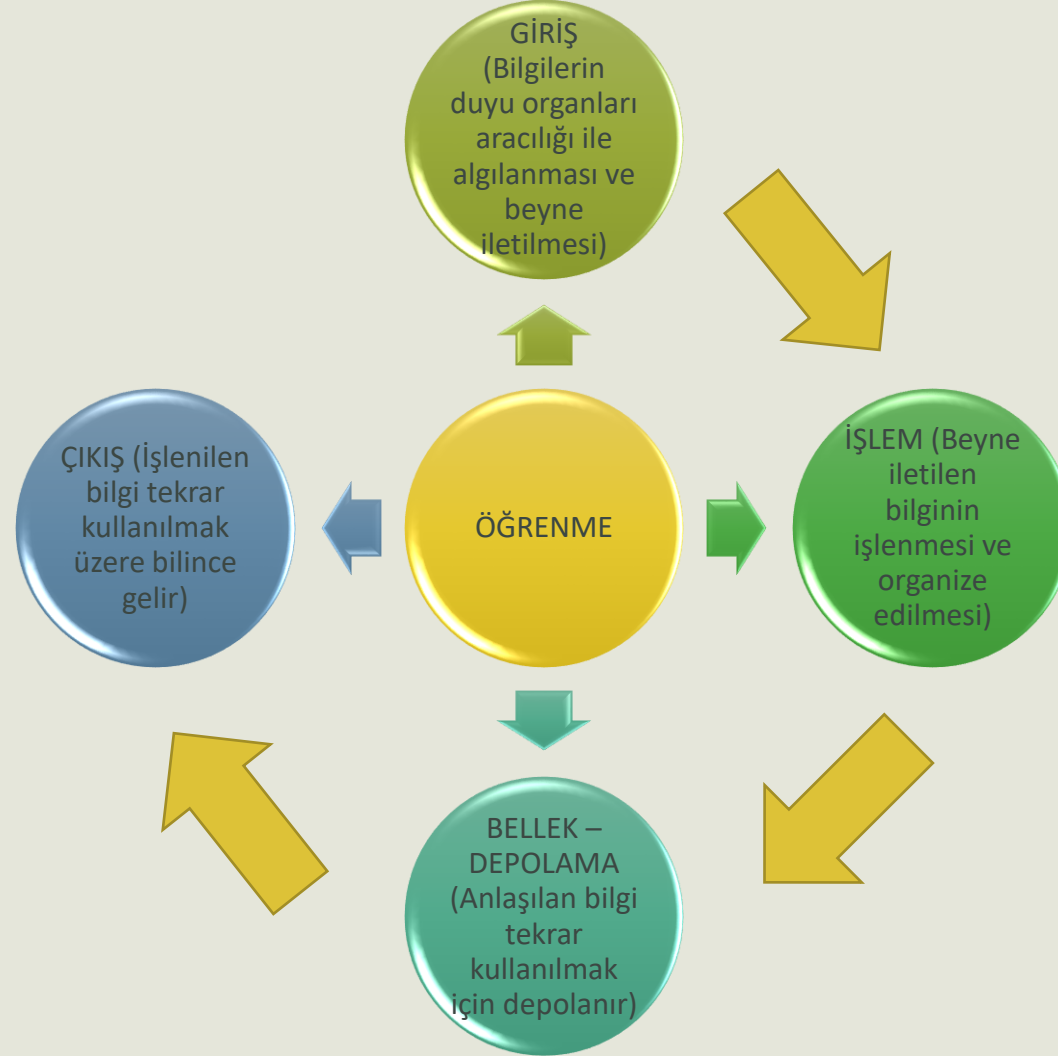 GİRİŞ
(Bilgilerin
duyu organları
aracılığı ile
algılanması ve
beyne
iletilmesi)
ÇIKIŞ (İşlenilen
bilgi tekrar
kullanılmak
üzere bilince
gelir)
ÖĞRENME
İŞLEM (Beyne
iletilen
bilginin
işlenmesi ve
organize
edilmesi)
BELLEK –
DEPOLAMA
(Anlaşılan bilgi
tekrar
kullanılmak
için depolanır)